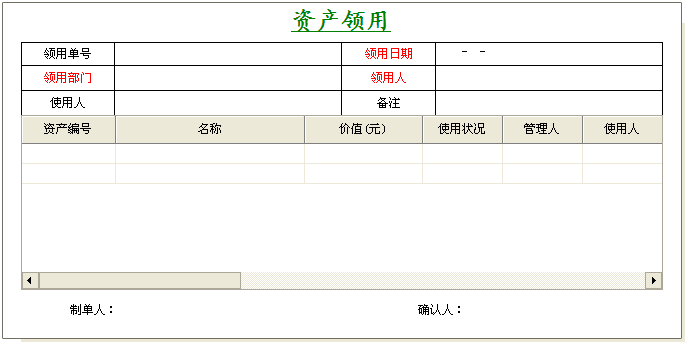 资产领用
领用单号 领用日期 - -
领用部门 领用人
使用人 备注
资产编号 名称 价值(元) 使用状况 管理人 使用人
制单人： 确认人：